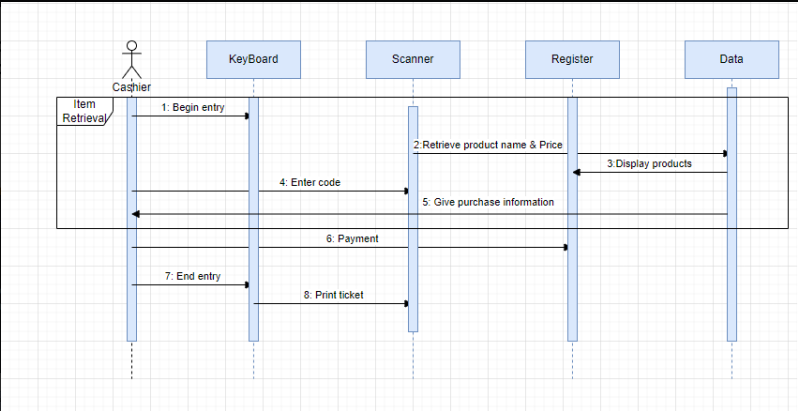 KeyBoard
Scanner
Register
Data
Cashier
Item
Retrieval
1: Begin entry
2:Retrieve product name & Price
3:Display products
4: Enter code
5: Give purchase information
6: Payment
7: End entry
8: Print ticket